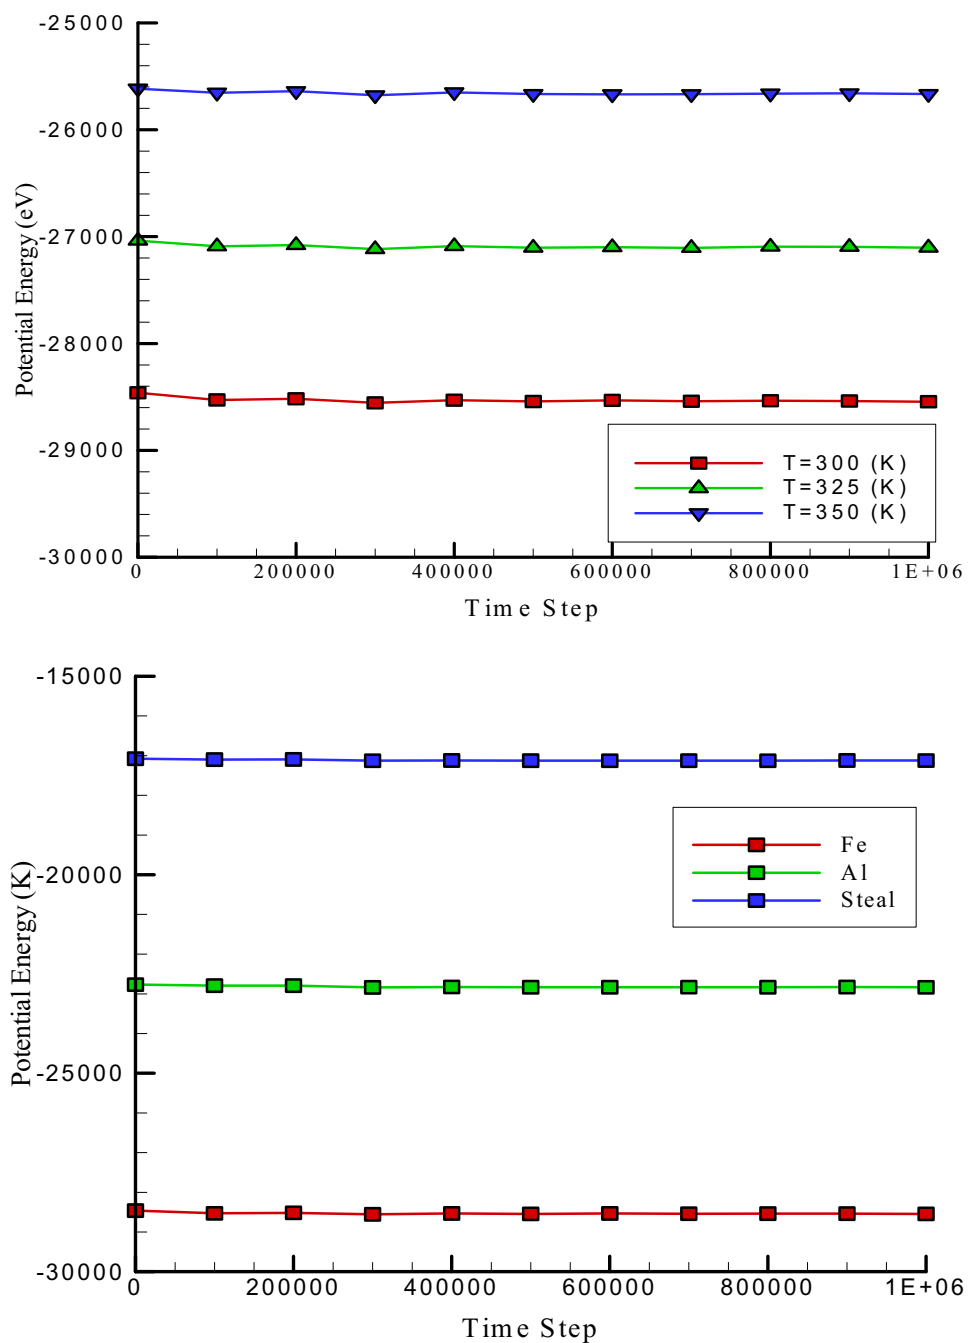 -25000
-26000
-27000
-28000
-29000
-30000
Potential Energy (eV)
T=300 (K)
T=325 (K)
T=350 (K)
0 200000 400000 600000 800000 1E+06
Time Step
-15000
-20000
-25000
-30000
Potential Energy (K)
Fe
Al
Steal
0 200000 400000 600000 800000 1E+06
Time Step